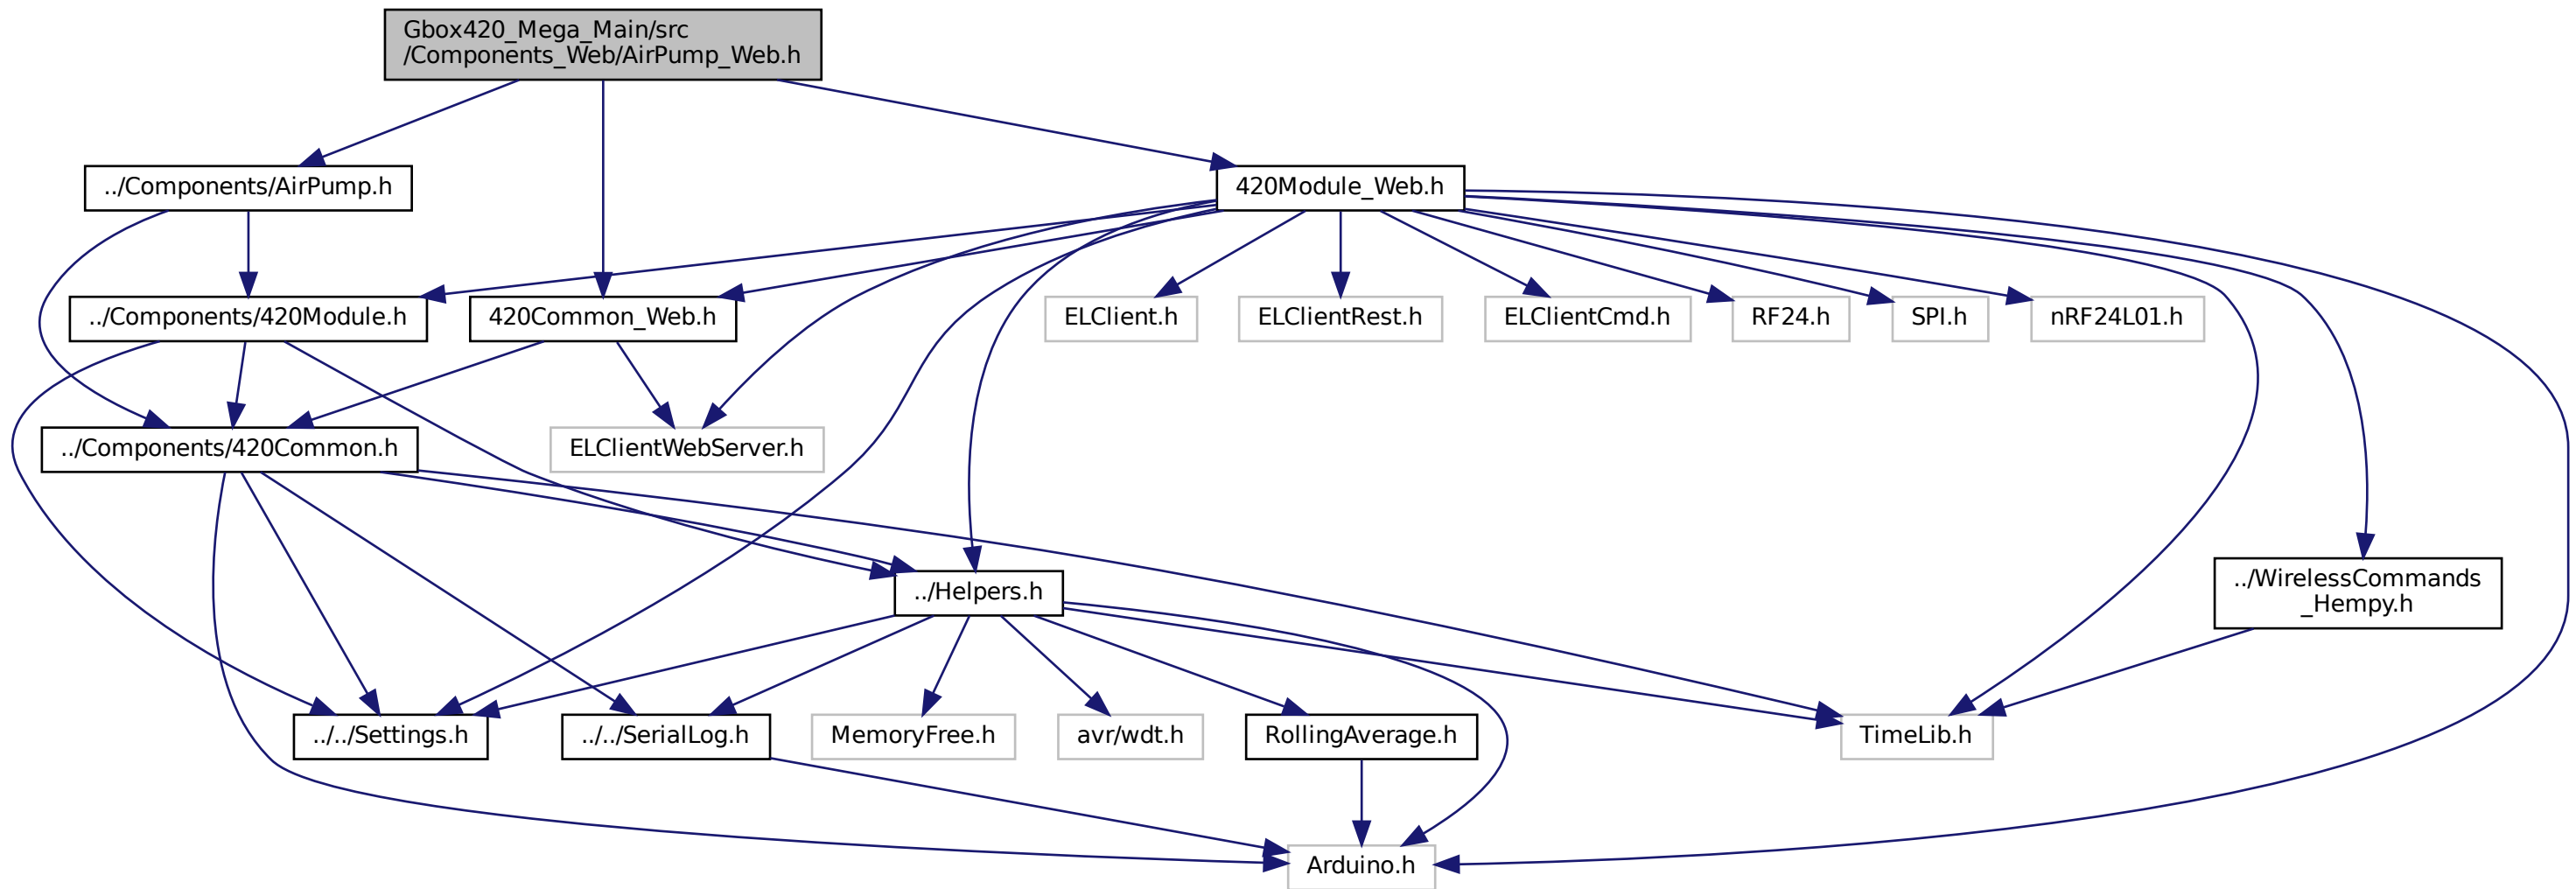 Gbox420_Mega_Main/src
/Components_Web/AirPump_Web.h
../Components/AirPump.h
420Module_Web.h
../Components/420Module.h
420Common_Web.h
ELClient.h
ELClientRest.h
ELClientCmd.h
RF24.h
SPI.h
nRF24L01.h
../Components/420Common.h
ELClientWebServer.h
../Helpers.h
../WirelessCommands
_Hempy.h
../../Settings.h
../../SerialLog.h
MemoryFree.h
avr/wdt.h
RollingAverage.h
TimeLib.h
Arduino.h